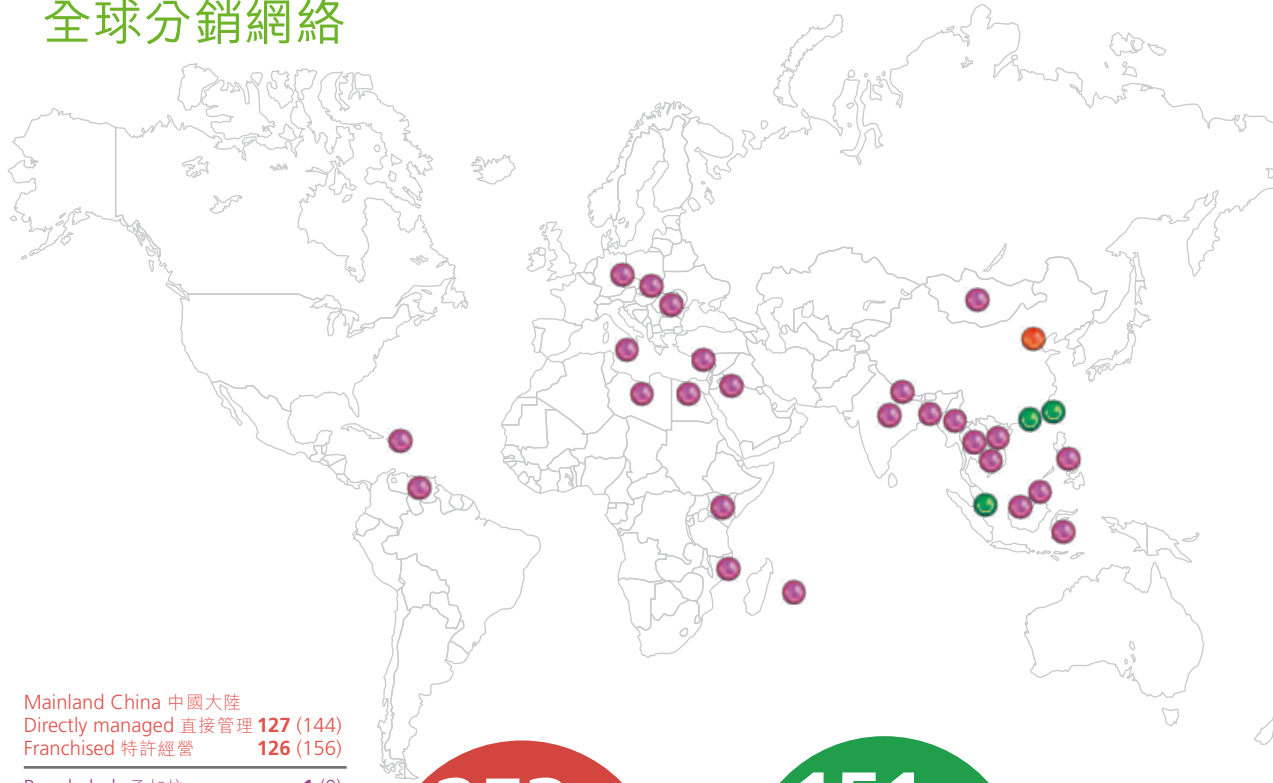 全球分銷網絡
Mainland China 中國大陸
Directly managed 直接管理 127 (144)
Franchised 特許經營 126 (156)